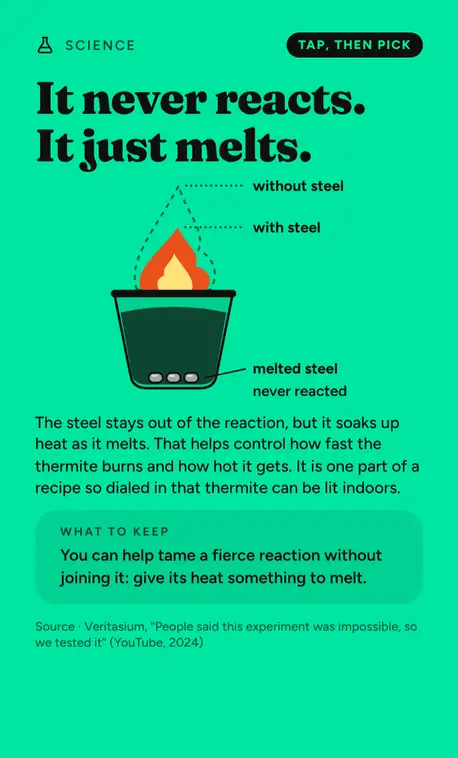 SCIENCE
TAP, THEN PICK
It never reacts.
It just melts.
without steel
with steel
melted steel
never reacted
The steel stays out of the reaction, but it soaks up
heat as it melts. That helps control how fast the
thermite burns and how hot it gets. It is one part of a
recipe so dialed in that thermite can be lit indoors.
WHAT TO KEEP
You can help tame a fierce reaction without
joining it: give its heat something to melt.
Source · Veritasium, “People said this experiment was impossible, so
we tested it” (YouTube, 2024)